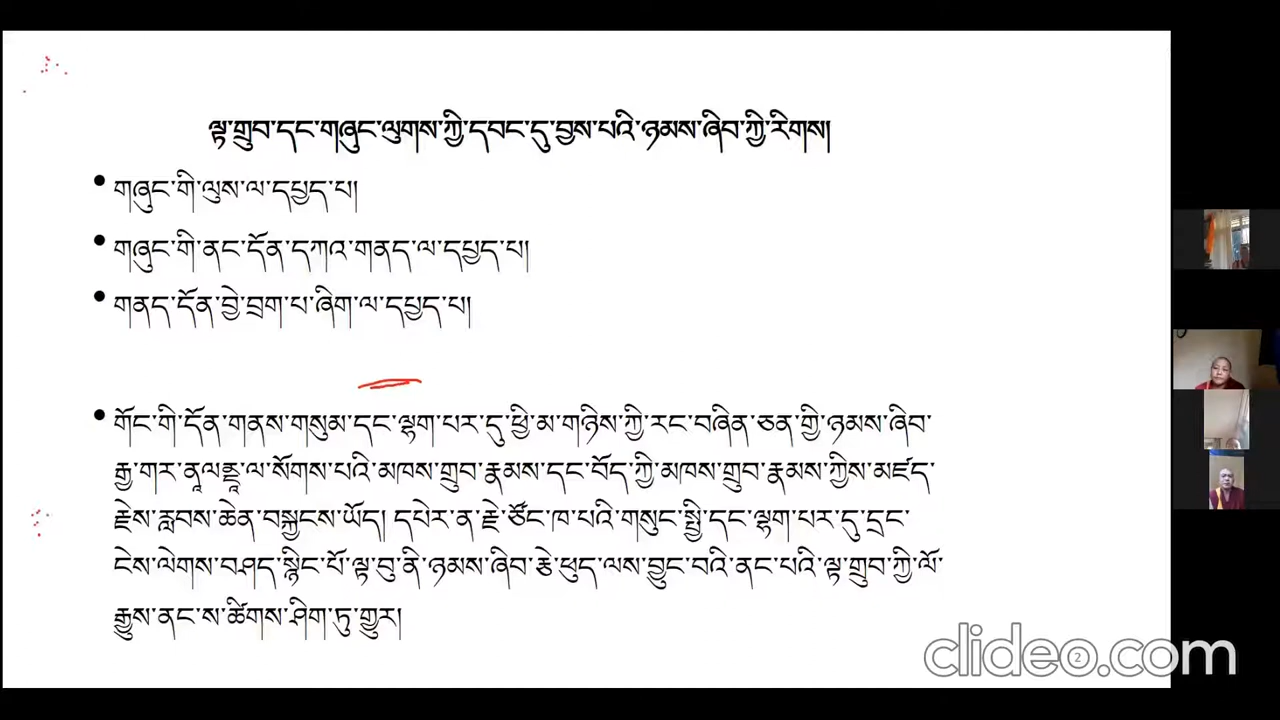 ལྟ་གྲུབ་དང་གཞུང་ལུགས་ཀྱི་དབང་དུ་བྱས་པའི་ཉམས་ཞིབ་ཀྱི་རིགས།
• གཞུང་གི་ལུས་ལ་དཔྱད་པ།
• གཞུང་གི་ནང་དོན་དཀའ་གནད་ལ་དཔྱད་པ།
• གནད་དོན་བྱེ་བྲག་པ་ཞིག་ལ་དཔྱད་པ།
• གོང་གི་དོན་གནས་གསུམ་དང་ལྷག་པར་དུ་ཕྱི་མ་གཉིས་ཀྱི་རང་བཞིན་ཅན་གྱི་ཉམས་ཞིབ་
རྒྱ་གར་ནཱ་ལནྡཱ་ལ་སོགས་པའི་མཁས་གྲུབ་རྣམས་དང་བོད་ཀྱི་མཁས་གྲུབ་རྣམས་ཀྱིས་མཛད་
རྗེས་རླབས་ཆེན་བསྐྱངས་ཡོད། དཔེར་ན་རྗེ་ཙོང་ཁ་པའི་གསུང་སྤྱི་དང་ལྷག་པར་དུ་དྲང་
ངེས་ལེགས་བཤད་སྙིང་པོ་ལྟ་བུ་ནི་ཉམས་ཞིབ་རྩེ་ཕུད་ལས་བྱུང་བའི་ནང་པའི་ལྟ་གྲུབ་ཀྱི་ལོ་
རྒྱུས་ནང་ས་ཚིགས་ཤིག་ཏུ་གྱུར།
clideo.com
2